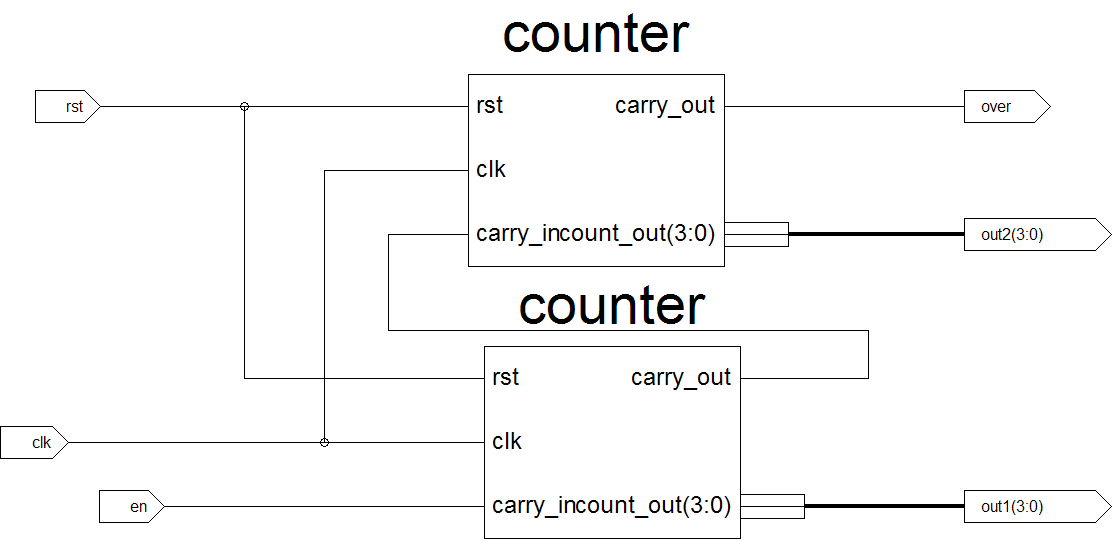 counter
rst
rst
carry_out
over
clk
carry_incount_out(3:0)
out2(3:0)
counter
rst
carry_out
clk
clk
en
carry_incount_out(3:0)
out1(3:0)